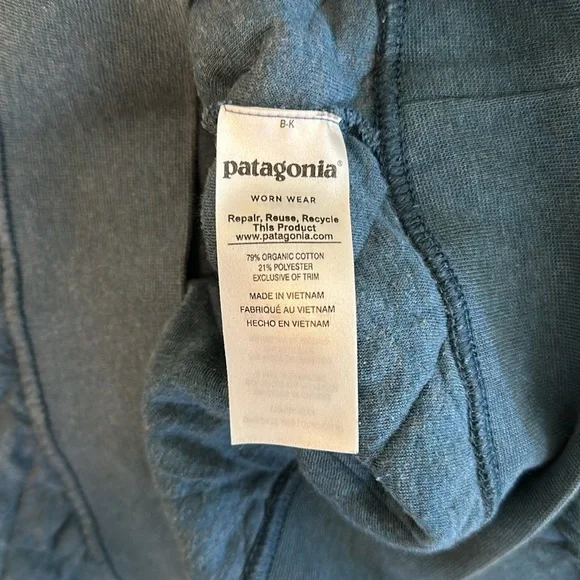 B-K
patagonia®
WORN WEAR
Repair, Reuse, Recycle
This Product
www.patagonia.com
79% ORGANIC COTTON
21% POLYESTER
EXCLUSIVE OF TRIM
MADE IN VIETNAM
FABRIQUÉ AU VIETNAM
HECHO EN VIETNAM